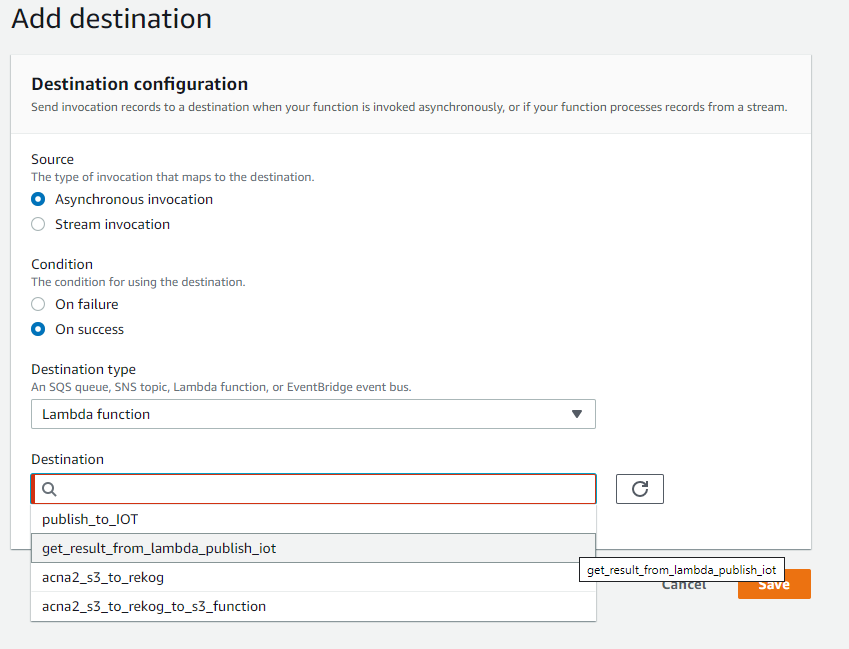 Add destination
Destination configuration
Send invocation records to a destination when your function is invoked asynchronously, or if your function processes records from a stream.
Source
The type of invocation that maps to the destination.
Asynchronous invocation
Stream invocation
Condition
The condition for using the destination.
On failure
On success
Destination type
An SQS queue, SNS topic, Lambda function, or EventBridge event bus.
Lambda function
Destination
publish_to_IOT
get_result_from_lambda_publish_iot
get_result_from_lambda_publish_iot
acna2_s3_to_rekog
Cancel
Save
acna2_s3_to_rekog_to_s3_function